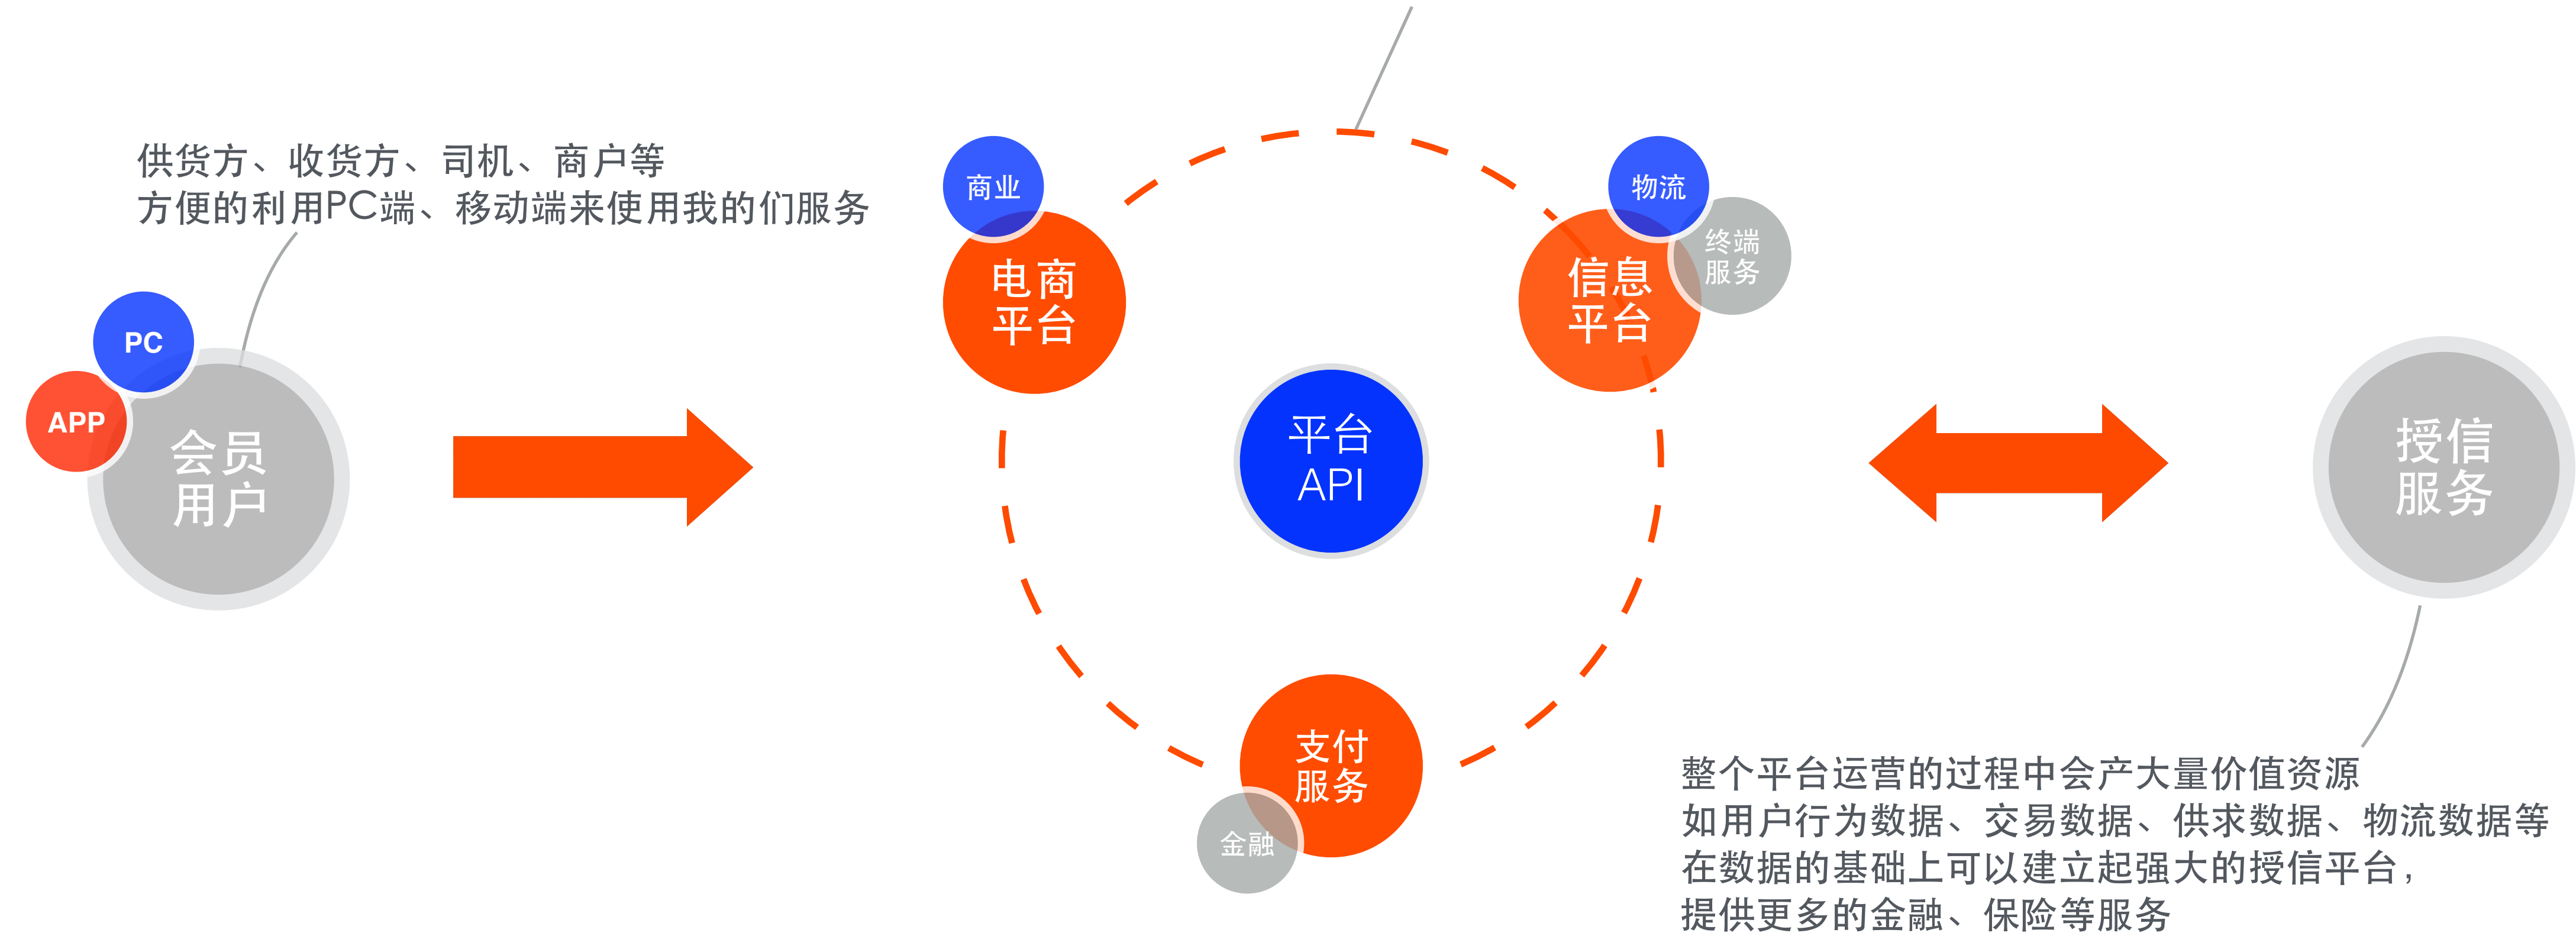 供货方、收货方、司机、商户等
方便的利用PC端、移动端来使用我的们服务
PC
APP
会员
用户
商业
电商
平台
物流
终端
服务
信息
平台
平台
API
支付
服务
金融
授信
服务
整个平台运营的过程中会产大量价值资源
如用户行为数据、交易数据、供求数据、物流数据等
在数据的基础上可以建立起强大的授信平台，
提供更多的金融、保险等服务